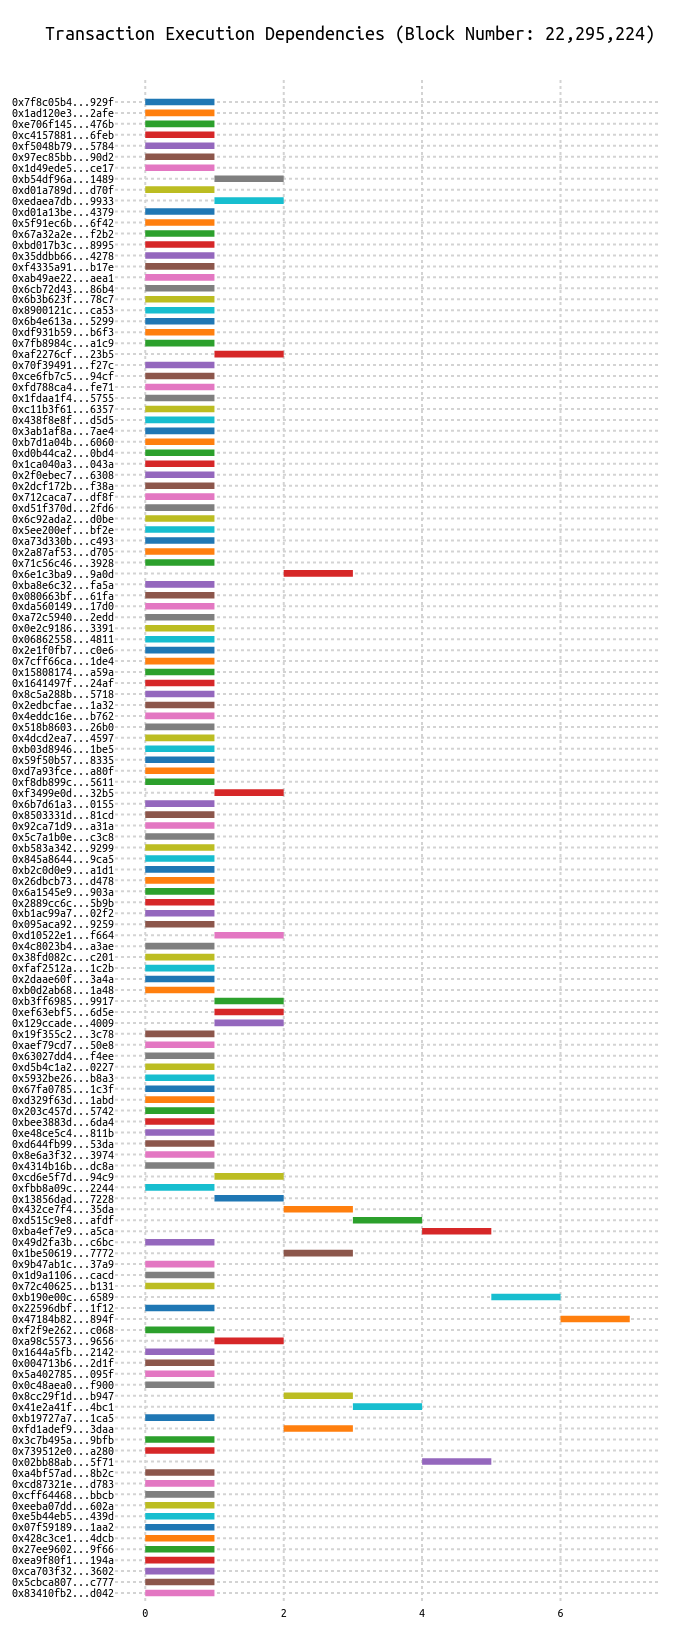 Transaction Execution Dependencies (Block Number: 22,295,224)
0x7f8c05b4...929f
0x1ad120e3...2afe
0xe706f145...476b
0xc4157881...6feb
0xf5048b79...5784
0x97ec85bb...90d2
0x1d49ede5...ce17
0xb54df96a...1489
0xd01a789d...d70f
0xedaea7db...9933
0xd01a13be...4379
0x5f91ec6b...6f42
0x67a32a2e...f2b2
0xbd017b3c...8995
0x35ddbb66...4278
0xf4335a91...b17e
0xab49ae22...aea1
0x6cb72d43...86b4
0x6b3b623f...78c7
0x8900121c...ca53
0x6b4e613a...5299
0xdf931b59...b6f3
0x7fb8984c...a1c9
0xaf2276cf...23b5
0x70f39491...f27c
0xce6fb7c5...94cf
0xfd788ca4...fe71
0x1fdaa1f4...5755
0xc11b3f61...6357
0x438f8e8f...d5d5
0x3ab1af8a...7ae4
0xb7d1a04b...6060
0xd0b44ca2...0bd4
0x1ca040a3...043a
0x2f0ebec7...6308
0x2dcf172b...f38a
0x712caca7...df8f
0xd51f370d...2fd6
0x6c92ada2...d0be
0x5ee200ef...bf2e
0xa73d330b...c493
0x2a87af53...d705
0x71c56c46...3928
0x6e1c3ba9...9a0d
0xba8e6c32...fa5a
0x080663bf...61fa
0xda560149...17d0
0xa72c5940...2edd
0x0e2c9186...3391
0x06862558...4811
0x2e1f0fb7...c0e6
0x7cff66ca...1de4
0x15808174...a59a
0x1641497f...24af
0x8c5a288b...5718
0x2edbcfae...1a32
0x4eddc16e...b762
0x518b8603...26b0
0x4dcd2ea7...4597
0xb03d8946...1be5
0x59f50b57...8335
0xd7a93fce...a80f
0xf8db899c...5611
0xf3499e0d...32b5
0x6b7d61a3...0155
0x8503331d...81cd
0x92ca71d9...a31a
0x5c7a1b0e...c3c8
0xb583a342...9299
0x845a8644...9ca5
0xb2c0d0e9...a1d1
0x26dbcb73...d478
0x6a1545e9...903a
0x2889cc6c...5b9b
0xb1ac99a7...02f2
0x095aca92...9259
0xd10522e1...f664
0x4c8023b4...a3ae
0x38fd082c...c201
0xfaf2512a...1c2b
0x2daae60f...3a4a
0xb0d2ab68...1a48
0xb3ff6985...9917
0xef63ebf5...6d5e
0x129ccade...4009
0x19f355c2...3c78
0xaef79cd7...50e8
0x63027dd4...f4ee
0xd5b4c1a2...0227
0x5932be26...b8a3
0x67fa0785...1c3f
0xd329f63d...1abd
0x203c457d...5742
0xbee3883d...6da4
0xe48ce5c4...811b
0xd644fb99...53da
0x8e6a3f32...3974
0x4314b16b...dc8a
0xcd6e5f7d...94c9
0xfbb8a09c...2244
0x13856dad...7228
0x432ce7f4...35da
0xd515c9e8...afdf
0xba4ef7e9...a5ca
0x49d2fa3b...c6bc
0x1be50619...7772
0x9b47ab1c...37a9
0x1d9a1106...cacd
0x72c40625...b131
0xb190e00c...6589
0x22596dbf...1f12
0x47184b82...894f
0xf2f9e262...c068
0xa98c5573...9656
0x1644a5fb...2142
0x004713b6...2d1f
0x5a402785...095f
0x0c48aea0...f900
0x8cc29f1d...b947
0x41e2a41f...4bc1
0xb19727a7...1ca5
0xfd1adef9...3daa
0x3c7b495a...9bfb
0x739512e0...a280
0x02bb88ab...5f71
0xa4bf57ad...8b2c
0xcd87321e...d783
0xcff64468...bbcb
0xeeba07dd...602a
0xe5b44eb5...439d
0x07f59189...1aa2
0x428c3ce1...4dcb
0x27ee9602...9f66
0xea9f80f1...194a
0xca703f32...3602
0x5cbca807...c777
0x83410fb2...d042
0 2 4 6